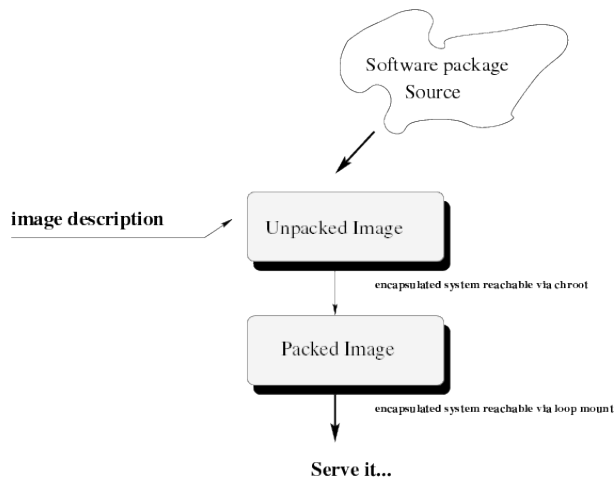 Software package
Source
image description
Unpacked Image
encapsulated system reachable via chroot
Packed Image
encapsulated system reachable via loop mount
Serve it...